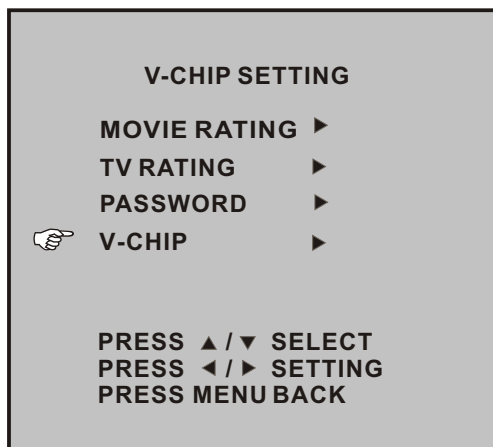 V-CHIP SETTING
MOVIE RATING ▶
TV RATING ▶
PASSWORD ▶
V-CHIP ▶
PRESS ▲ / ▼ SELECT
PRESS ◀ / ▶ SETTING
PRESS MENU BACK